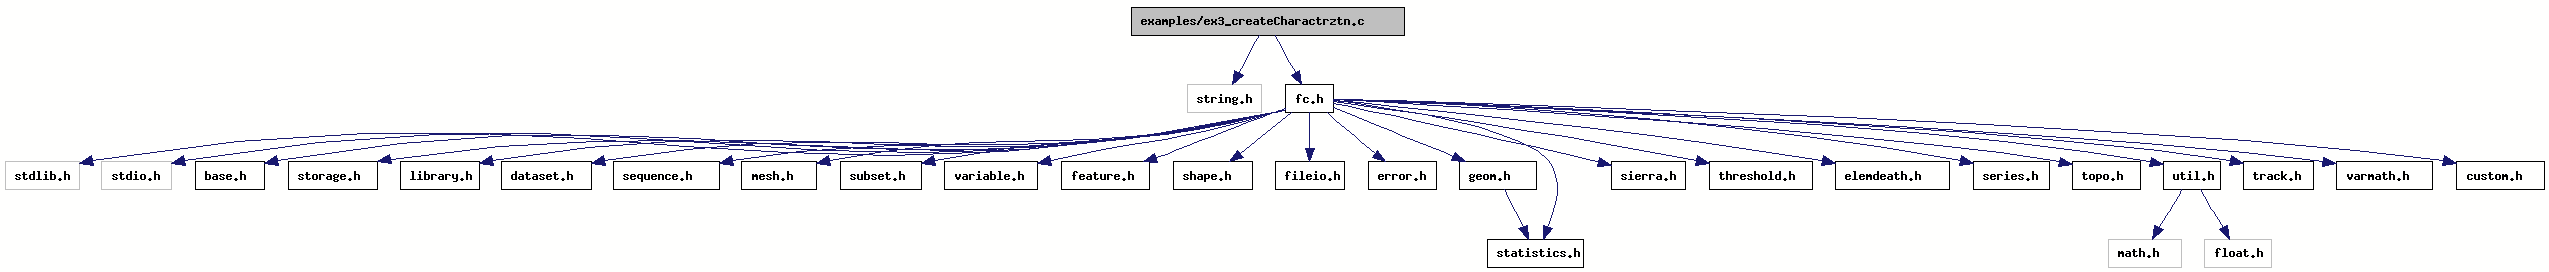 examples/ex3_createCharactrztn.c
string.h
fc.h
stdlib.h
stdio.h
base.h
storage.h
library.h
dataset.h
sequence.h
mesh.h
subset.h
variable.h
feature.h
shape.h
fileio.h
error.h
geom.h
sierra.h
threshold.h
elemdeath.h
series.h
topo.h
util.h
track.h
varmath.h
custom.h
statistics.h
math.h
float.h